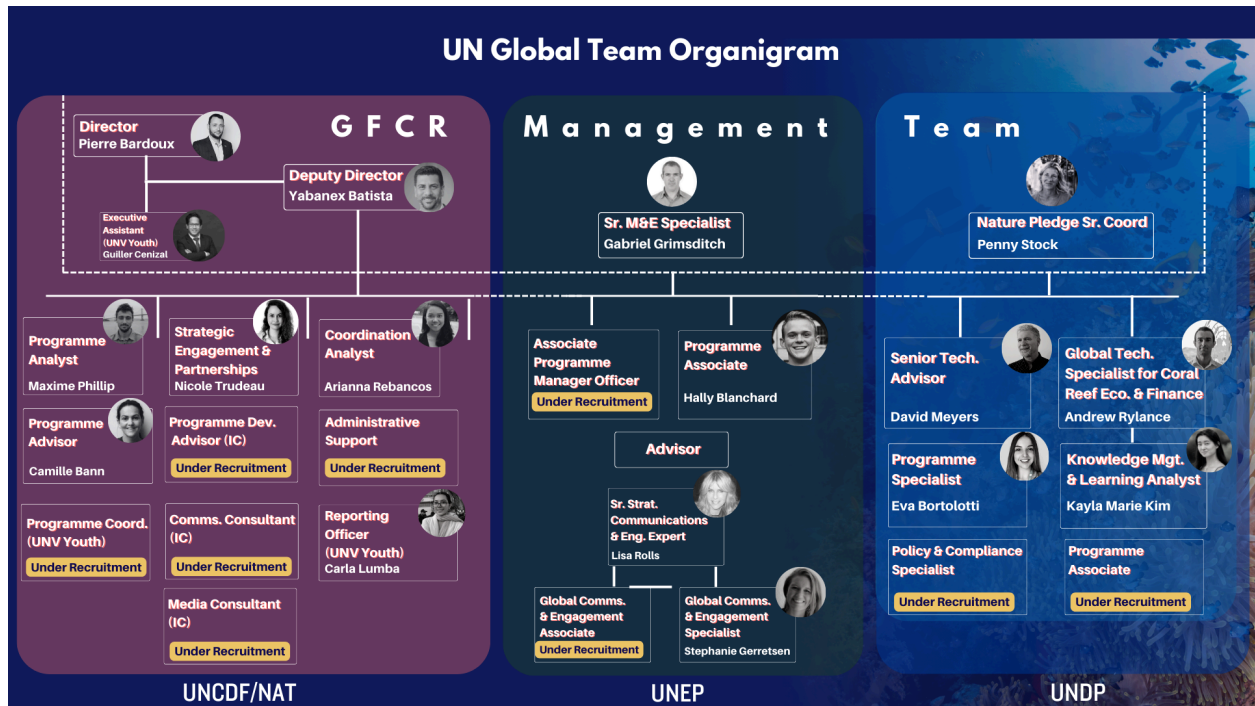 UN Global Team Organigram
GFCR Management Team
Director
Pierre Bardoux
Deputy Director
Yabanex Batista
Executive
Assistant
(UNV Youth)
Guiller Cenizal
Sr. M&E Specialist
Gabriel Grimsditch
Nature Pledge Sr. Coord
Penny Stock
Programme
Analyst
Maxime Phillip
Strategic
Engagement &
Partnerships
Nicole Trudeau
Coordination
Analyst
Arianna Rebancos
Programme
Advisor
Camille Bann
Programme Dev.
Advisor (IC)
Under Recruitment
Administrative
Support
Under Recruitment
Programme Coord.
(UNV Youth)
Under Recruitment
Comms. Consultant
(IC)
Under Recruitment
Reporting
Officer
(UNV Youth)
Carla Lumba
Media Consultant
(IC)
Under Recruitment
Associate
Programme
Manager Officer
Under Recruitment
Programme
Associate
Hally Blanchard
Advisor
Sr. Strat.
Communications
& Eng. Expert
Lisa Rolls
Global Comms.
& Engagement
Associate
Under Recruitment
Global Comms.
& Engagement
Specialist
Stephanie Gerretsen
Senior Tech.
Advisor
David Meyers
Global Tech.
Specialist for Coral
Reef Eco. & Finance
Andrew Rylance
Programme
Specialist
Eva Bortolotti
Knowledge Mgt.
& Learning Analyst
Kayla Marie Kim
Policy & Compliance
Specialist
Under Recruitment
Programme
Associate
Under Recruitment
UNCDF/NAT
UNEP
UNDP